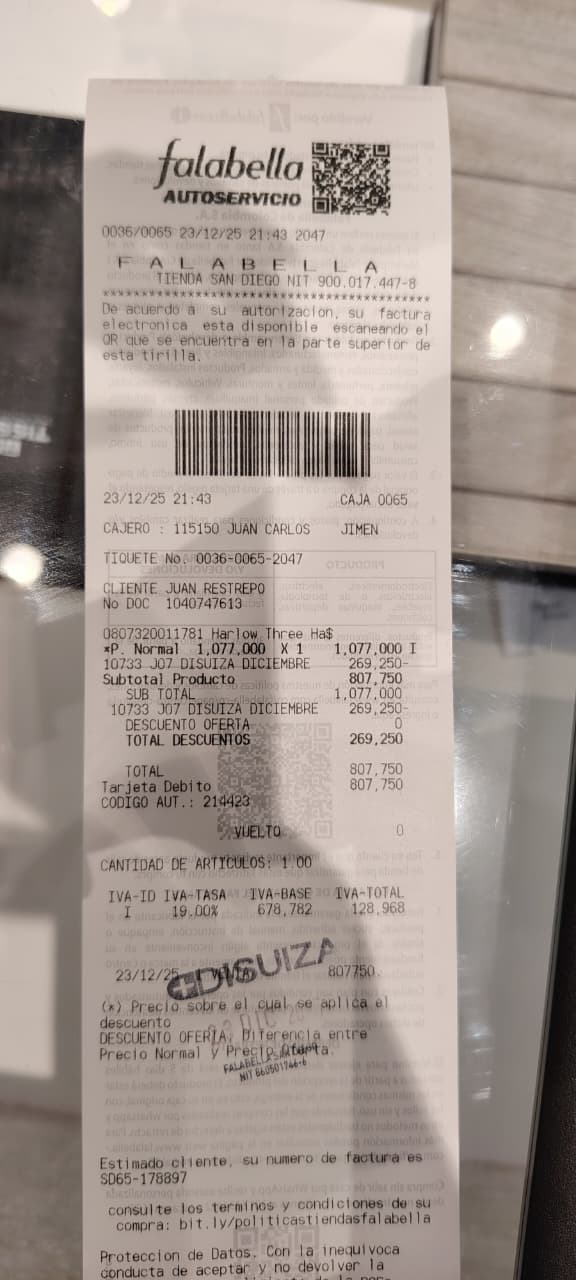 falabella
AUTOSERVICIO
0036/0065 23/12/25 21:43 2047
F A L A B E L L A
TIENDA SAN DIEGO NIT 900.017.447-8
******************************************
De acuerdo a su autorizacion, su factura
electronica esta disponible escaneando el
QR que se encuentra en la parte superior de
esta tirilla.
23/12/25 21:43 CAJA 0065
CAJERO : 115150 JUAN CARLOS JIMEN
TIQUETE No. 0036-0065-2047
CLIENTE JUAN RESTREPO
No DOC 1040747613
0807320011781 Harlow Three Ha$
*P. Normal 1,077,000 X 1 1,077,000 I
10733 J07 DISUIZA DICIEMBRE 269,250-
Subtotal Producto 807,750
SUB TOTAL 1,077,000
10733 J07 DISUIZA DICIEMBRE 269,250-
DESCUENTO OFERTA 0
TOTAL DESCUENTOS 269,250
TOTAL 807,750
Tarjeta Debito 807,750
CODIGO AUT.: 214423
VUELTO 0
CANTIDAD DE ARTICULOS: 1.00
IVA-ID IVA-TASA IVA-BASE IVA-TOTAL
I 19.00% 678,782 128,968
DISUIZA
23/12/25 1 VENTA 807750.
(*) Precio sobre el cual se aplica el
descuento
DESCUENTO OFERTA, Diferencia entre
Precio Normal y Precio Oferta.
Estimado cliente, su numero de factura es
SD65-178897
consulte los terminos y condiciones de su
compra: bit.ly/politicastiendasfalabella
Proteccion de Datos. Con la inequivoca
conducta de aceptar y no devolver la